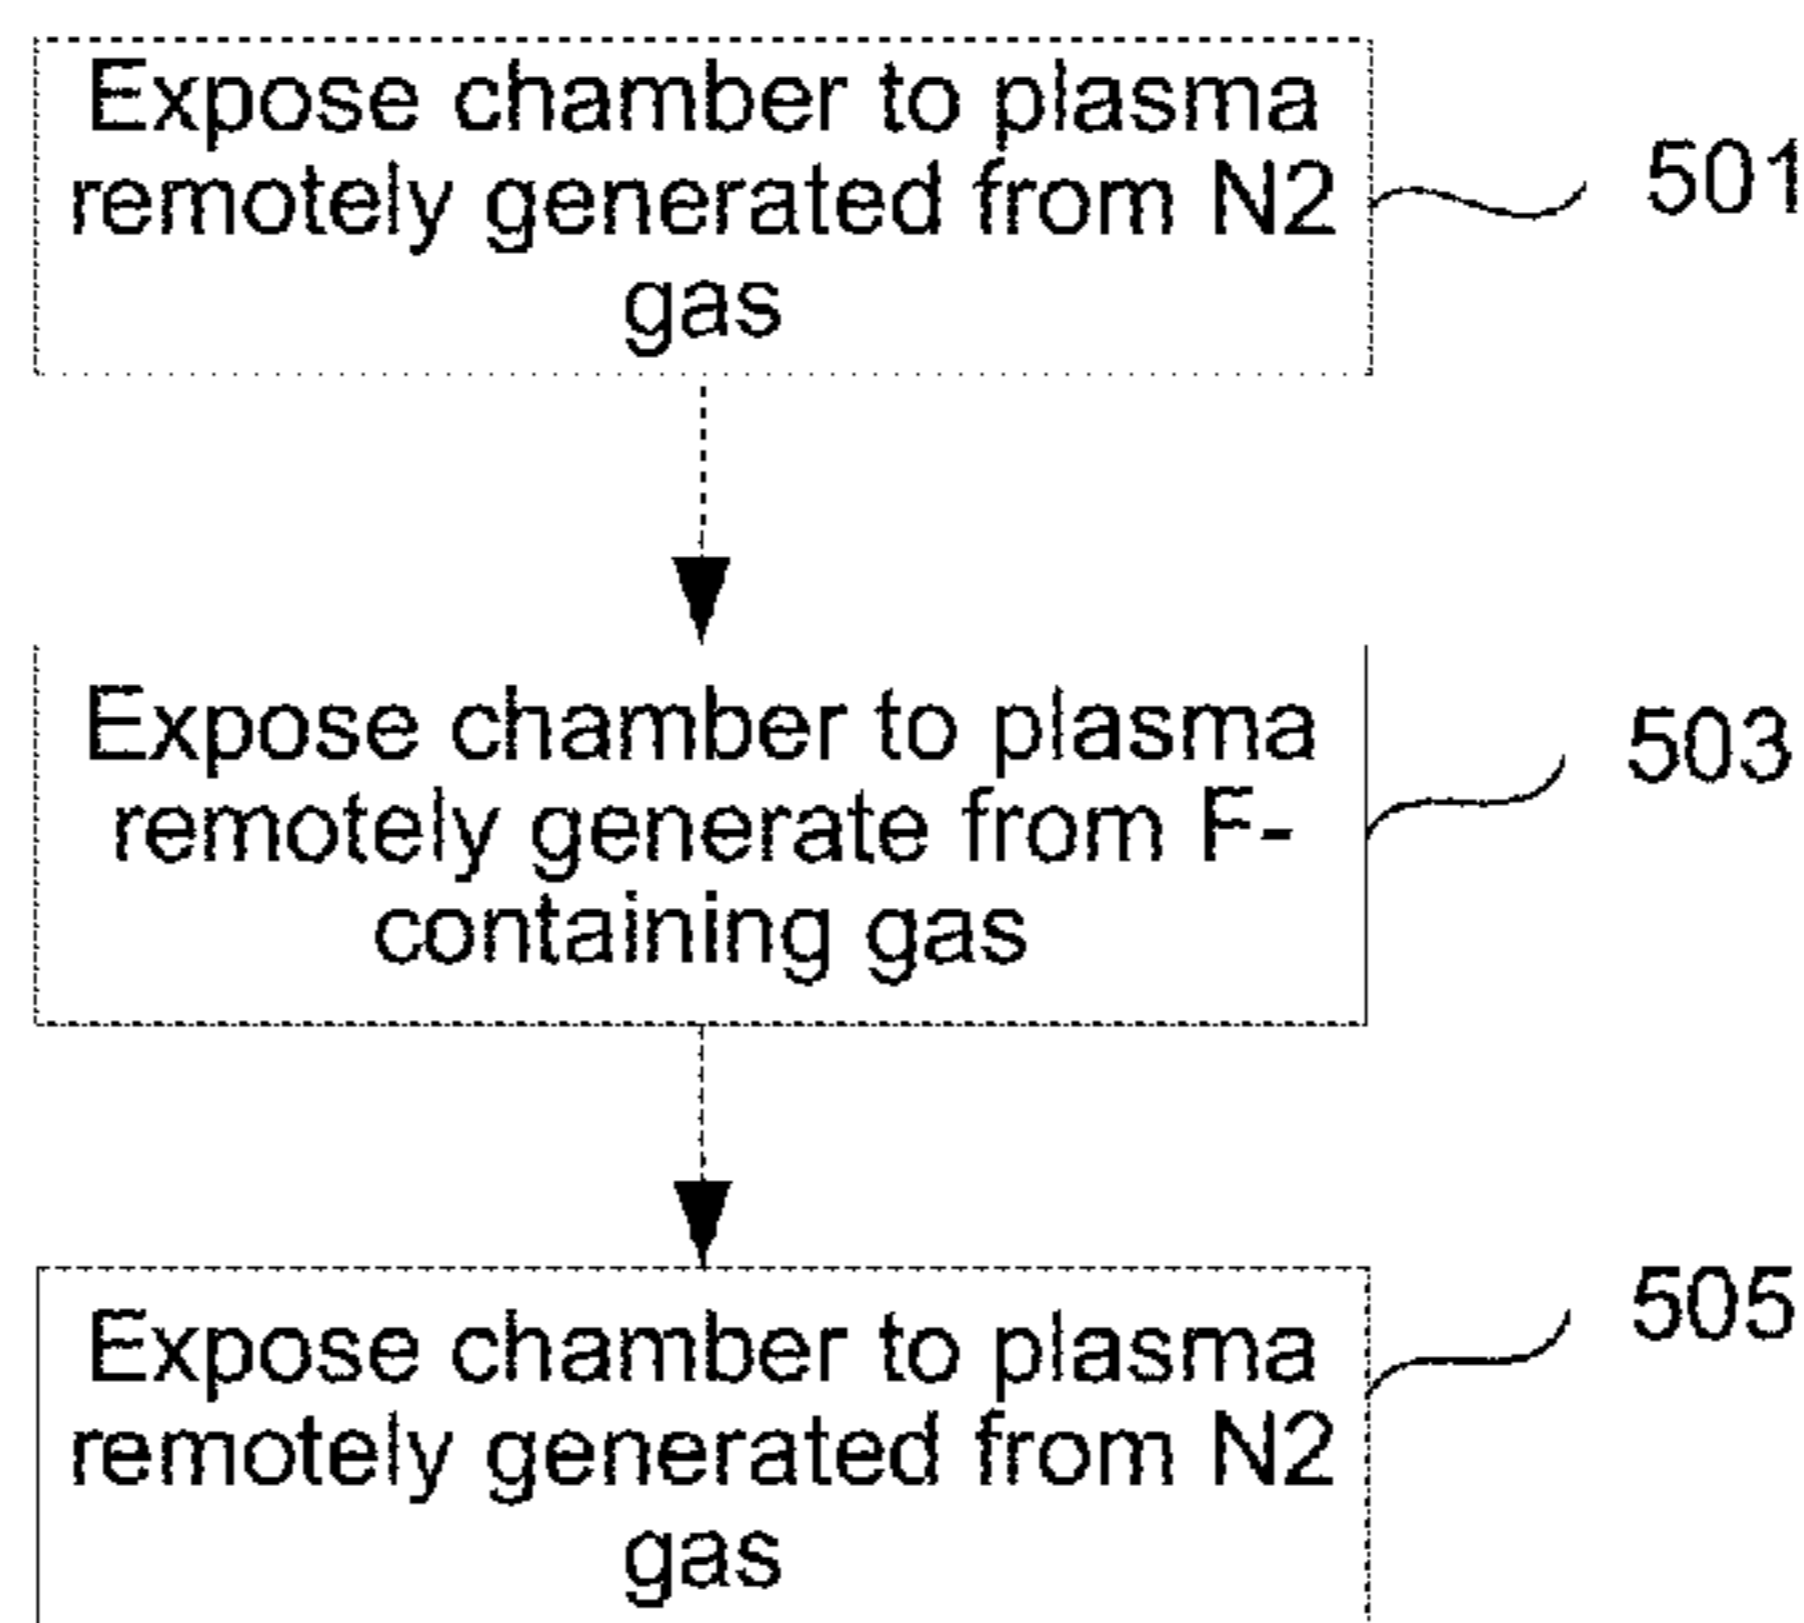 Expose chamber to plasma
remotely generated from N2
gas
501
Expose chamber to plasma
remotely generate from F-
containing gas
503
Expose chamber to plasma
remotely generated from N2
gas
505